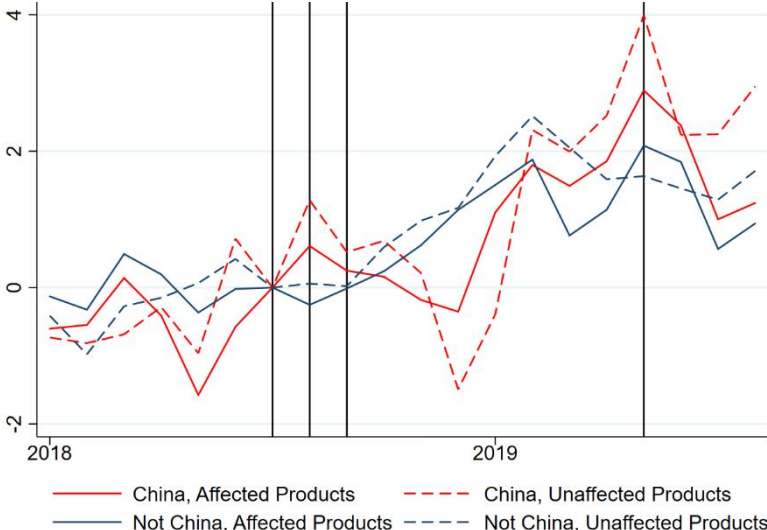 4
2
0
-2
2018 2019
China, Affected Products China, Unaffected Products
Not China. Affected Products Not China. Unaffected Products